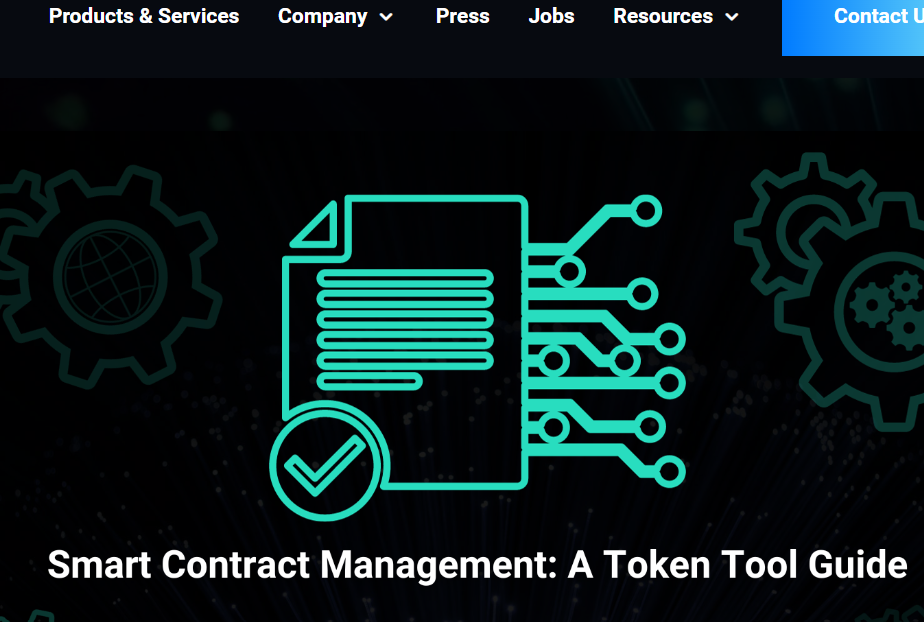 Products & Services Company Press Jobs Resources Contact U
Smart Contract Management: A Token Tool Guide